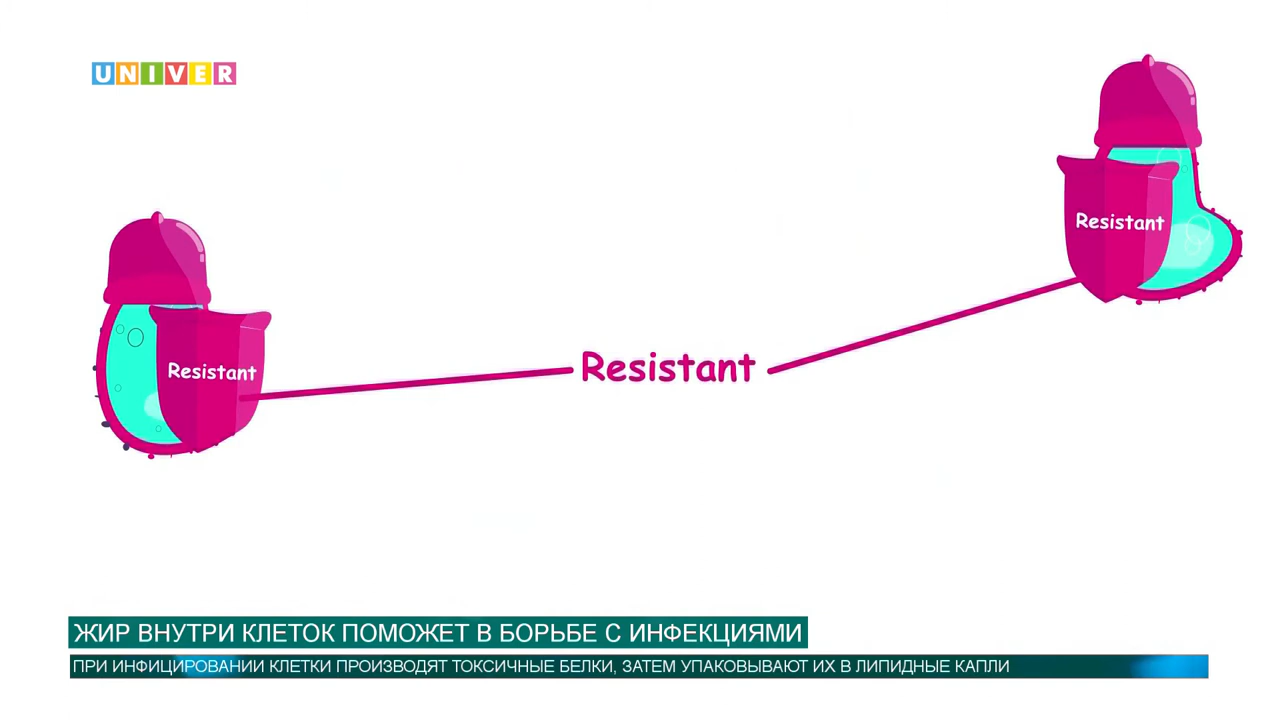 UNIVER
Resistant
Resistant
Resistant
ЖИР ВНУТРИ КЛЕТОК ПОМОЖЕТ В БОРЬБЕ С ИНФЕКЦИЯМИ
ПРИ ИНФИЦИРОВАНИИ КЛЕТКИ ПРОИЗВОДЯТ ТОКСИЧНЫЕ БЕЛКИ, ЗАТЕМ УПАКОВЫВАЮТ ИХ В ЛИПИДНЫЕ КАПЛИ